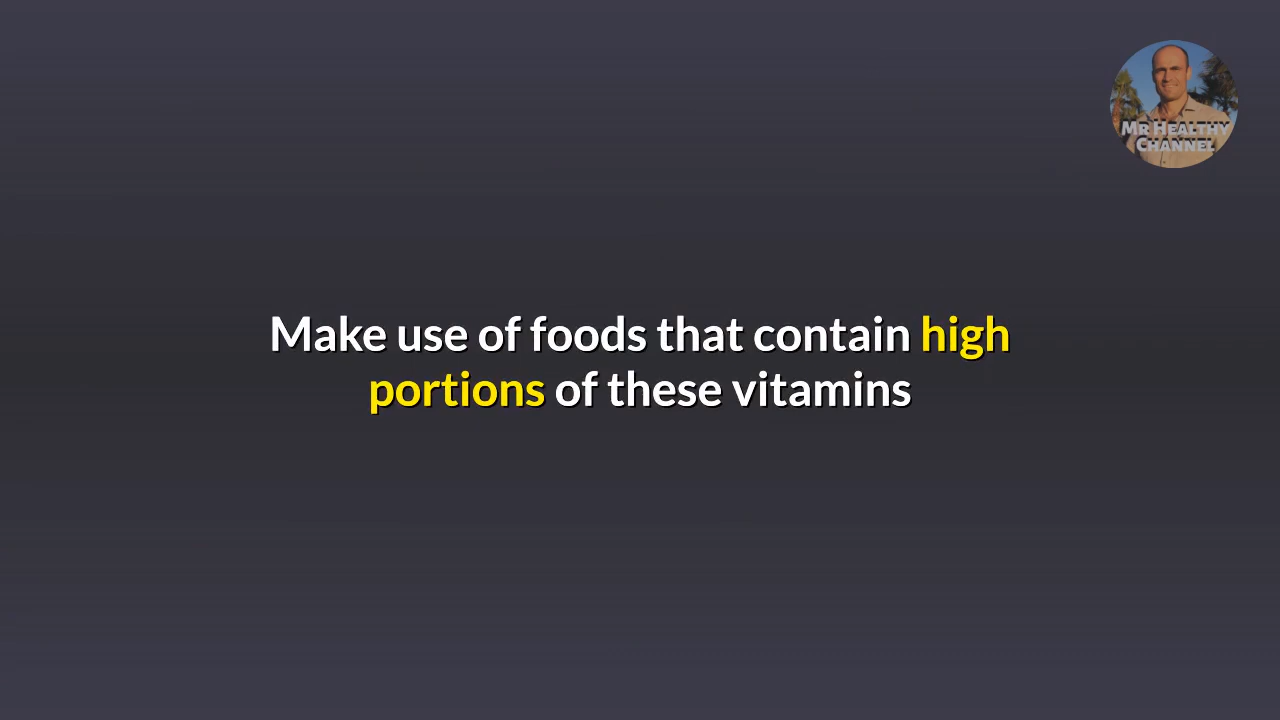 MR HEALTHY
CHANNEL
Make use of foods that contain high
portions of these vitamins